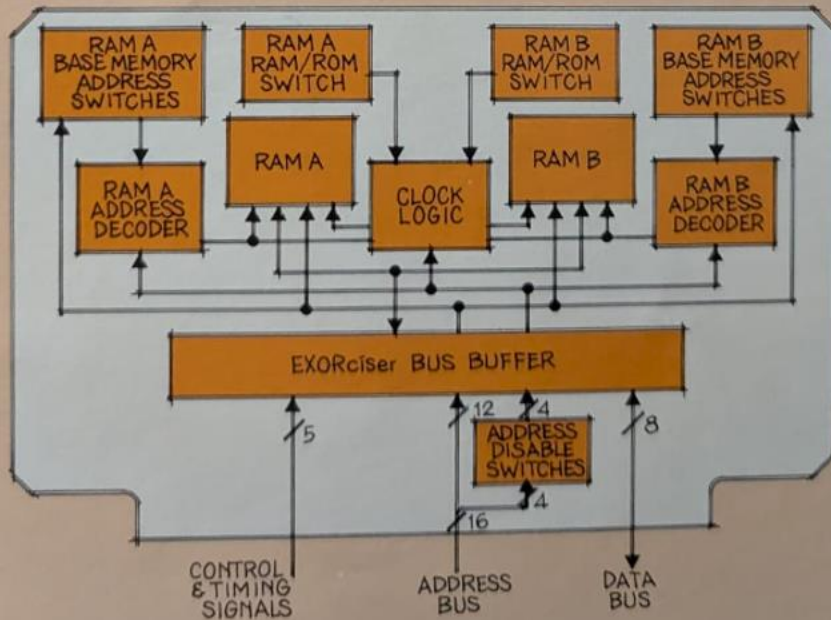 RAM A
BASE MEMORY
ADDRESS
SWITCHES
RAM A
RAM/ROM
SWITCH
RAM B
RAM/ROM
SWITCH
RAM B
BASE MEMORY
ADDRESS
SWITCHES
RAM A
ADDRESS
DECODER
RAM A
CLOCK
LOGIC
RAM B
RAM B
ADDRESS
DECODER
EXORciser BUS BUFFER
5
12
4
8
ADDRESS
DISABLE
SWITCHES
4
16
CONTROL
& TIMING
SIGNALS
ADDRESS
BUS
DATA
BUS